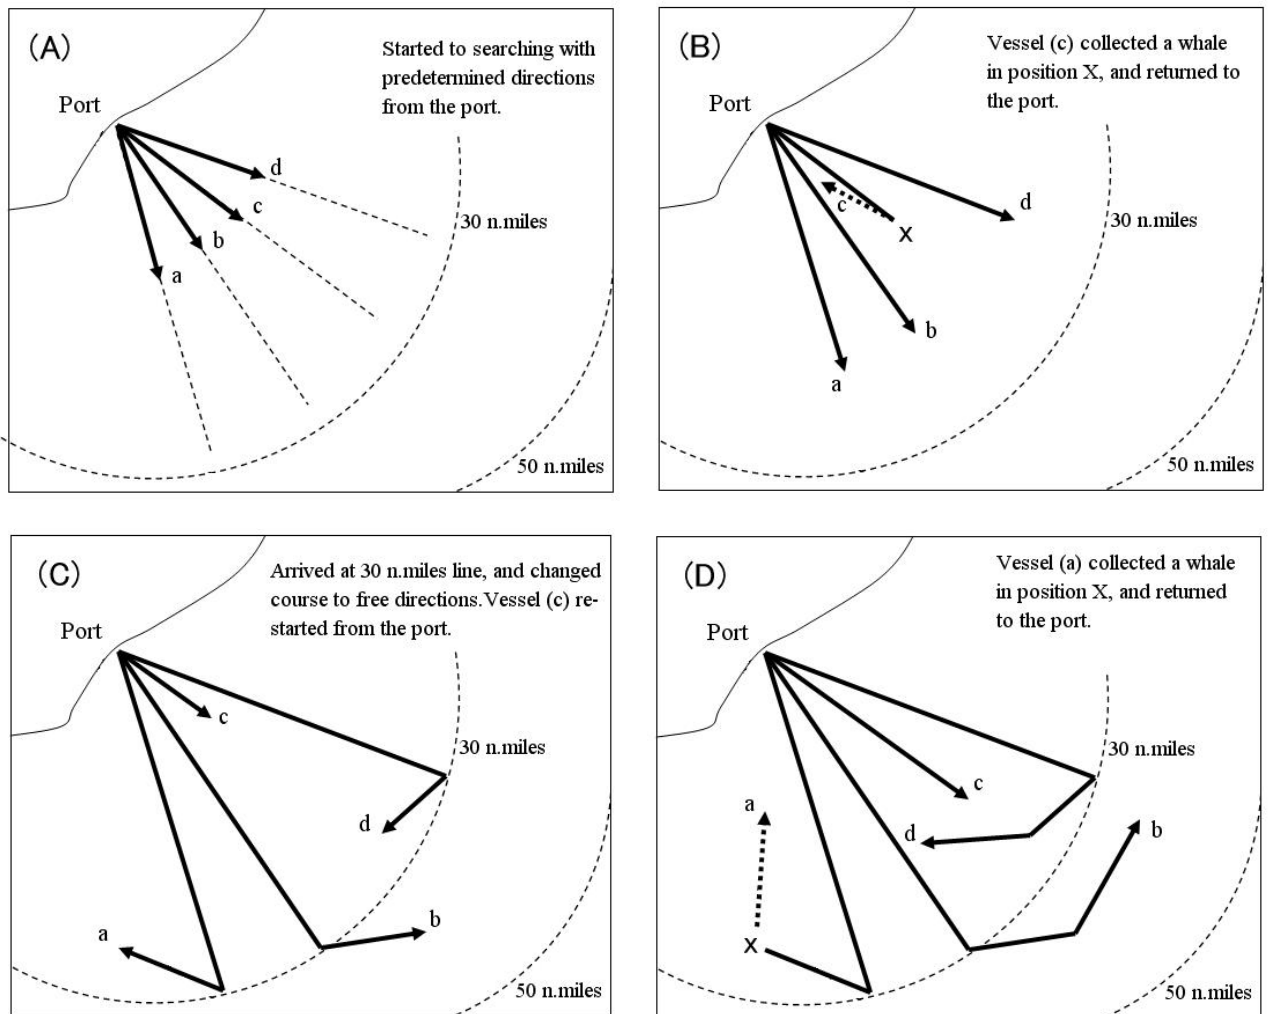 (A)
Started to searching with
predetermined directions
from the port.
Port
d
c
b
a
30 n.miles
50 n.miles
(B)
Vessel (c) collected a whale
in position X, and returned to
the port.
Port
d
c
X
b
a
30 n.miles
50 n.miles
(C)
Arrived at 30 n.miles line, and changed
course to free directions.Vessel (c) re-
started from the port.
Port
c
30 n.miles
d
b
a
50 n.miles
(D)
Vessel (a) collected a whale
in position X, and returned
to the port.
Port
30 n.miles
c
a
d
b
X
50 n.miles